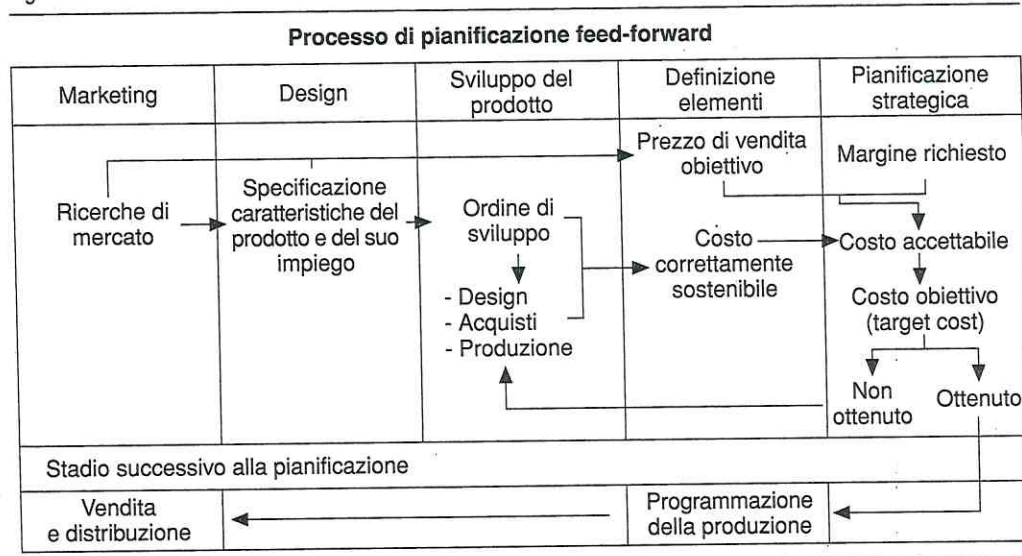 Processo di pianificazione feed-forward
Marketing
Design
Sviluppo del
prodotto
Definizione
elementi
Pianificazione
strategica
Ricerche di
mercato
Specificazione
caratteristiche del
prodotto e del suo
impiego
Ordine di
sviluppo
- Design
- Acquisti
- Produzione
Prezzo di vendita
obiettivo
Costo
correttamente
sostenibile
Margine richiesto
Costo accettabile
Costo obiettivo
(target cost)
Non
ottenuto
Ottenuto
Stadio successivo alla pianificazione
Vendita
e distribuzione
Programmazione
della produzione